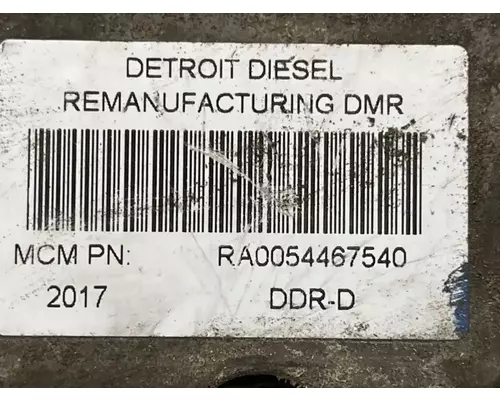 DETROIT DIESEL
REMANUFACTURING DMR
MCM PN: RA0054467540
2017 DDR-D